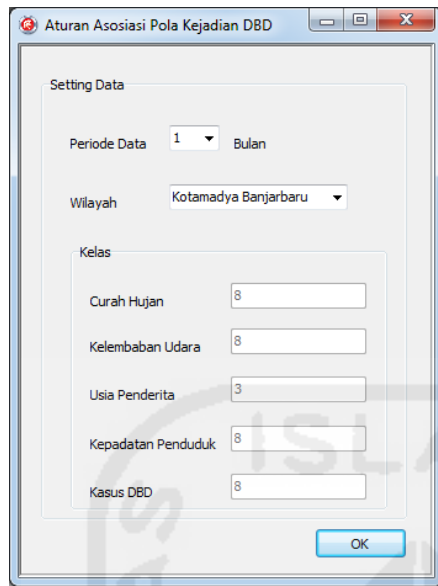 Aturan Asosiasi Pola Kejadian DBD
Setting Data
Periode Data 1 Bulan
Wilayah Kotamadya Banjarbaru
Kelas
Curah Hujan 8
Kelembaban Udara 8
Usia Penderita 3
Kepadatan Penduduk 8
Kasus DBD 8
OK